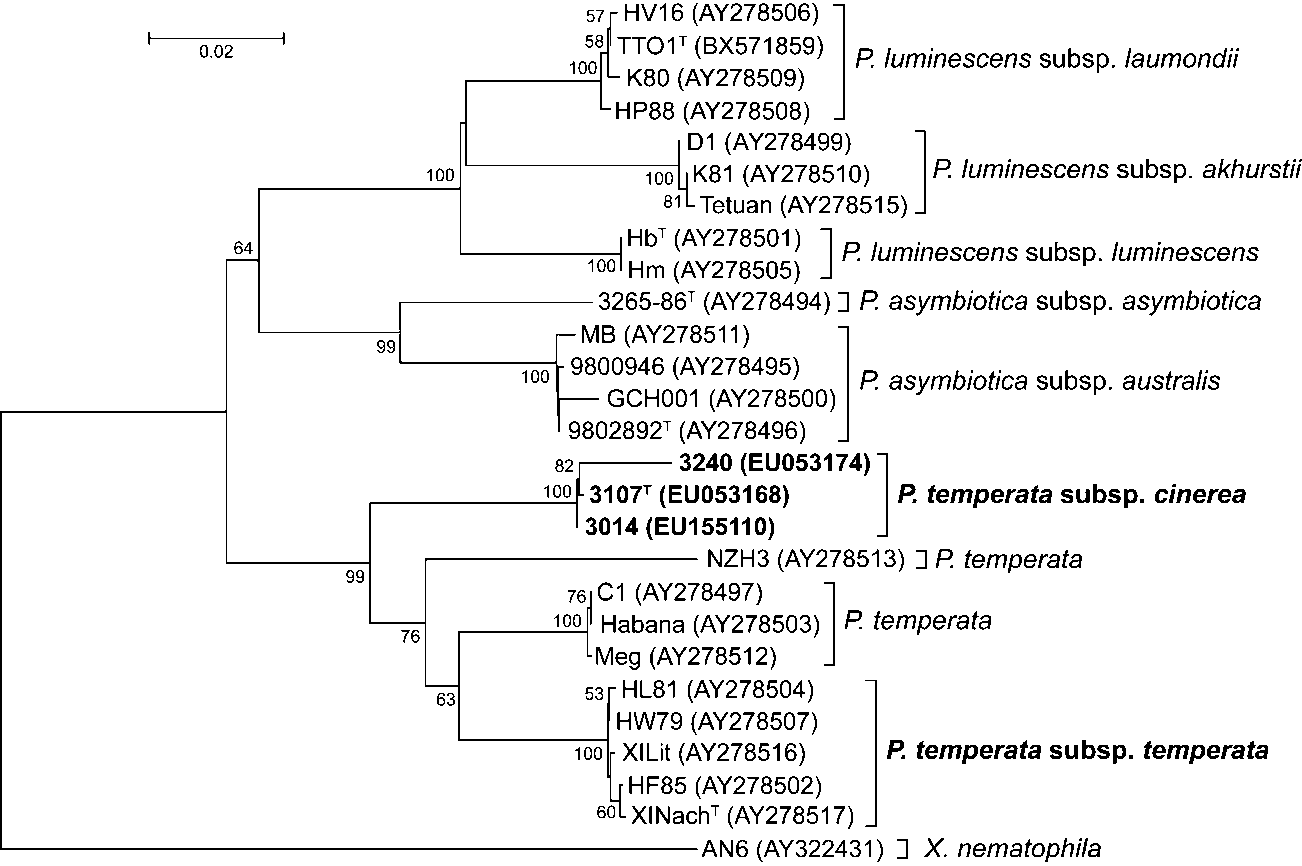 57 HV16 (AY278506)
0.02
58 TTO1ᵀ (BX571859)
P. luminescens subsp. laumondii
100 K80 (AY278509)
HP88 (AY278508)
D1 (AY278499)
100 K81 (AY278510)
P. luminescens subsp. akhurstii
100
81 Tetuan (AY278515)
Hbᵀ (AY278501)
64
P. luminescens subsp. luminescens
100 Hm (AY278505)
3265-86ᵀ (AY278494) P. asymbiotica subsp. asymbiotica
99
MB (AY278511)
100 9800946 (AY278495)
P. asymbiotica subsp. australis
GCH001 (AY278500)
9802892ᵀ (AY278496)
82 3240 (EU053174)
100 3107ᵀ (EU053168)
P. temperata subsp. cinerea
3014 (EU155110)
NZH3 (AY278513) P. temperata
99
76 C1 (AY278497)
100 Habana (AY278503)
P. temperata
76
Meg (AY278512)
53 HL81 (AY278504)
63
HW79 (AY278507)
100 XlLit (AY278516)
P. temperata subsp. temperata
HF85 (AY278502)
60 XlNachᵀ (AY278517)
AN6 (AY322431) X. nematophila